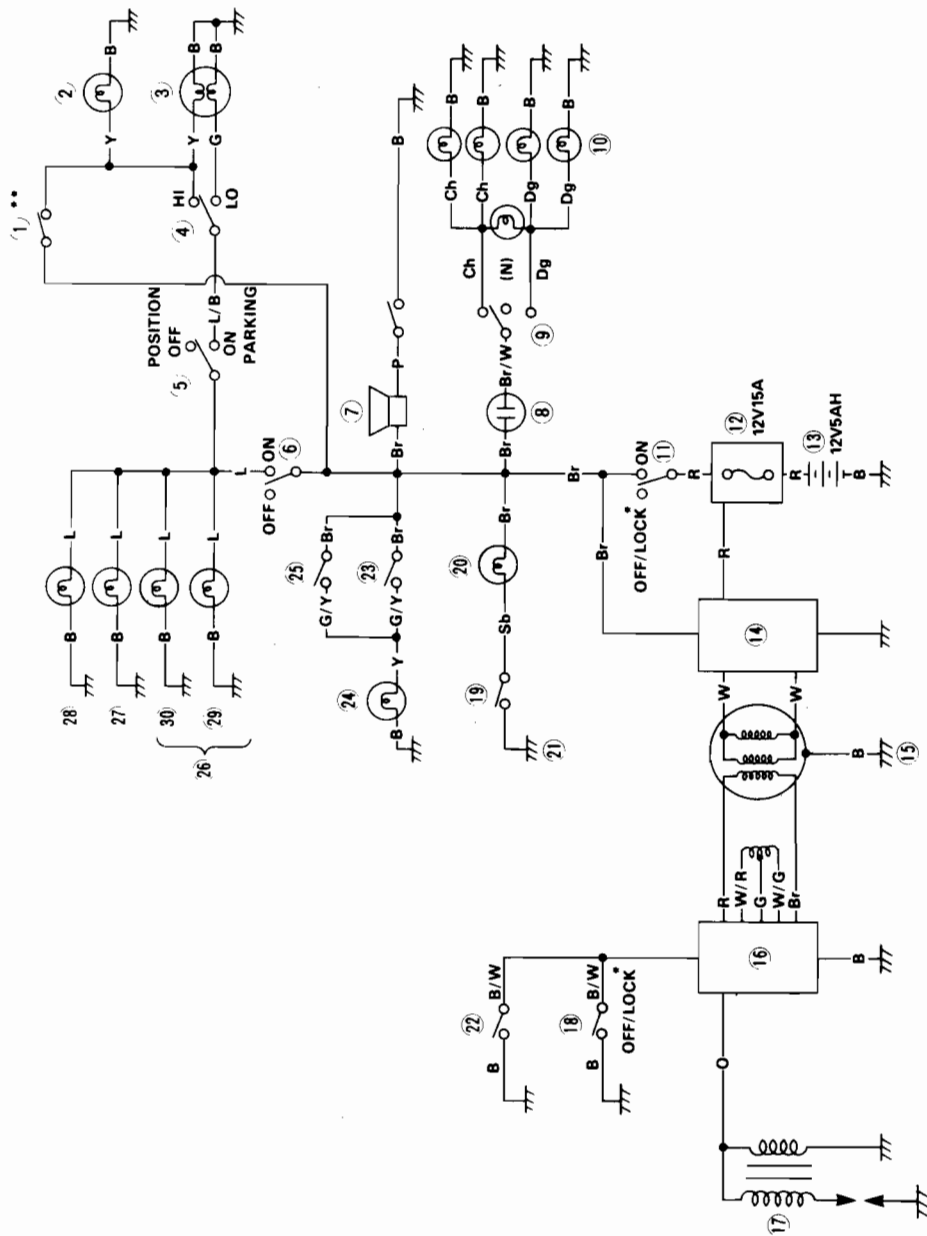 1 **
2
B
Y
3
B
B
Y
G
HI
LO
4
L/B
POSITION
OFF
ON
PARKING
5
L
L
L
L
B
B
B
B
28
27
30
29
26
L
ON
OFF
6
7
Br
P
B
Br
Br
25
23
G/Y
G/Y
Y
24
B
8
Br
Br/W
9
Ch
(N)
Dg
Ch
Ch
Dg
Dg
B
B
B
B
10
Br
20
Sb
19
21
Br
Br
ON
OFF/LOCK*
11
R
12
12V15A
R
13
12V5AH
T
B
R
14
W
W
15
B
R
W/R
G
W/G
Br
16
B
22
B/W
B
18
B/W
B
OFF/LOCK*
O
17